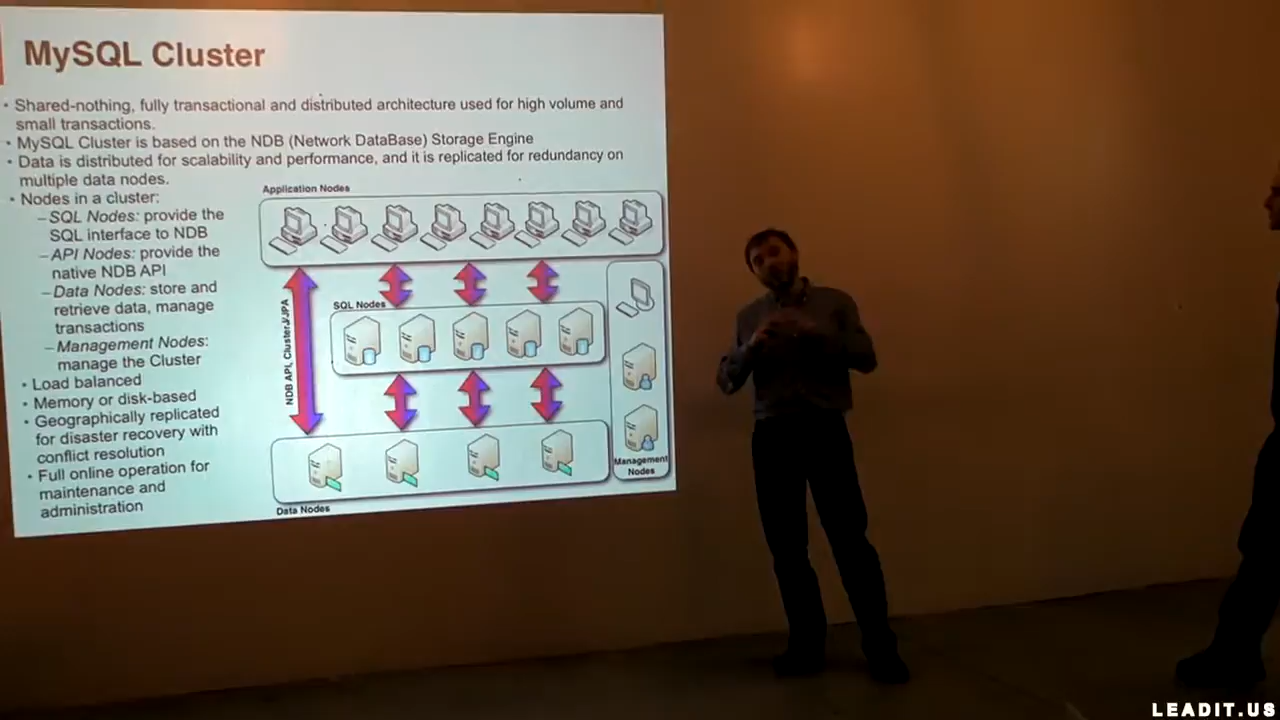 MySQL Cluster
• Shared-nothing, fully transactional and distributed architecture used for high volume and
small transactions.
• MySQL Cluster is based on the NDB (Network DataBase) Storage Engine
• Data is distributed for scalability and performance, and it is replicated for redundancy on
multiple data nodes.
• Nodes in a cluster:
– SQL Nodes: provide the
SQL interface to NDB
– API Nodes: provide the
native NDB API
– Data Nodes: store and
retrieve data, manage
transactions
– Management Nodes:
manage the Cluster
• Load balanced
• Memory or disk-based
• Geographically replicated
for disaster recovery with
conflict resolution
• Full online operation for
maintenance and
administration
Application Nodes
SQL Nodes
NDB API, ClusterJ/JPA
Management
Nodes
Data Nodes
LEADIT.US